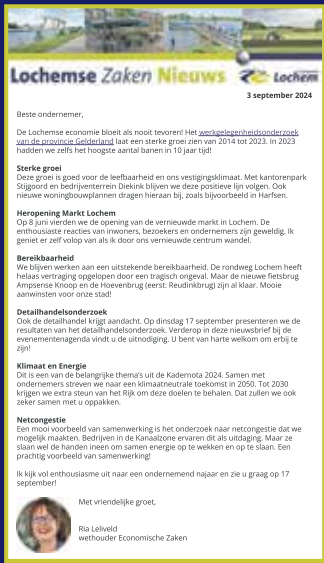 Lochemse Zaken Nieuws
Lochem
3 september 2024
Beste ondernemer,
De Lochemse economie bloeit als nooit tevoren! Het werkgelegenheidsonderzoek
van de provincie Gelderland laat een sterke groei zien van 2014 tot 2023. In 2023
hadden we zelfs het hoogste aantal banen in 10 jaar tijd!
Sterke groei
Deze groei is goed voor de leefbaarheid en ons vestigingsklimaat. Met kantorenpark
Stijgoord en bedrijventerrein Diekink blijven we deze positieve lijn volgen. Ook
nieuwe woningbouwplannen dragen hieraan bij, zoals bijvoorbeeld in Harfsen.
Heropening Markt Lochem
Op 8 juni vierden we de opening van de vernieuwde markt in Lochem. De
enthousiaste reacties van inwoners, bezoekers en ondernemers zijn geweldig. Ik
geniet er zelf volop van als ik door ons vernieuwde centrum wandel.
Bereikbaarheid
We blijven werken aan een uitstekende bereikbaarheid. De rondweg Lochem heeft
helaas vertraging opgelopen door een tragisch ongeval. Maar de nieuwe fietsbrug
Ampsense Knoop en de Hoevenbrug (eerst: Reudinkbrug) zijn al klaar. Mooie
aanwinsten voor onze stad!
Detailhandelsonderzoek
Ook de detailhandel krijgt aandacht. Op dinsdag 17 september presenteren we de
resultaten van het detailhandelsonderzoek. Verderop in deze nieuwsbrief bij de
evenementenagenda vindt u de uitnodiging. U bent van harte welkom om erbij te
zijn!
Klimaat en Energie
Dit is een van de belangrijke thema's uit de Kadernota 2024. Samen met
ondernemers streven we naar een klimaatneutrale toekomst in 2050. Tot 2030
krijgen we extra steun van het Rijk om deze doelen te behalen. Dat zullen we ook
zeker samen met u oppakken.
Netcongestie
Een mooi voorbeeld van samenwerking is het onderzoek naar netcongestie dat we
mogelijk maakten. Bedrijven in de Kanaalzone ervaren dit als uitdaging. Maar ze
slaan wel de handen ineen om samen energie op te wekken en op te slaan. Een
prachtig voorbeeld van samenwerking!
Ik kijk vol enthousiasme uit naar een ondernemend najaar en zie u graag op 17
september!
Met vriendelijke groet,
Ria Leliveld
wethouder Economische Zaken